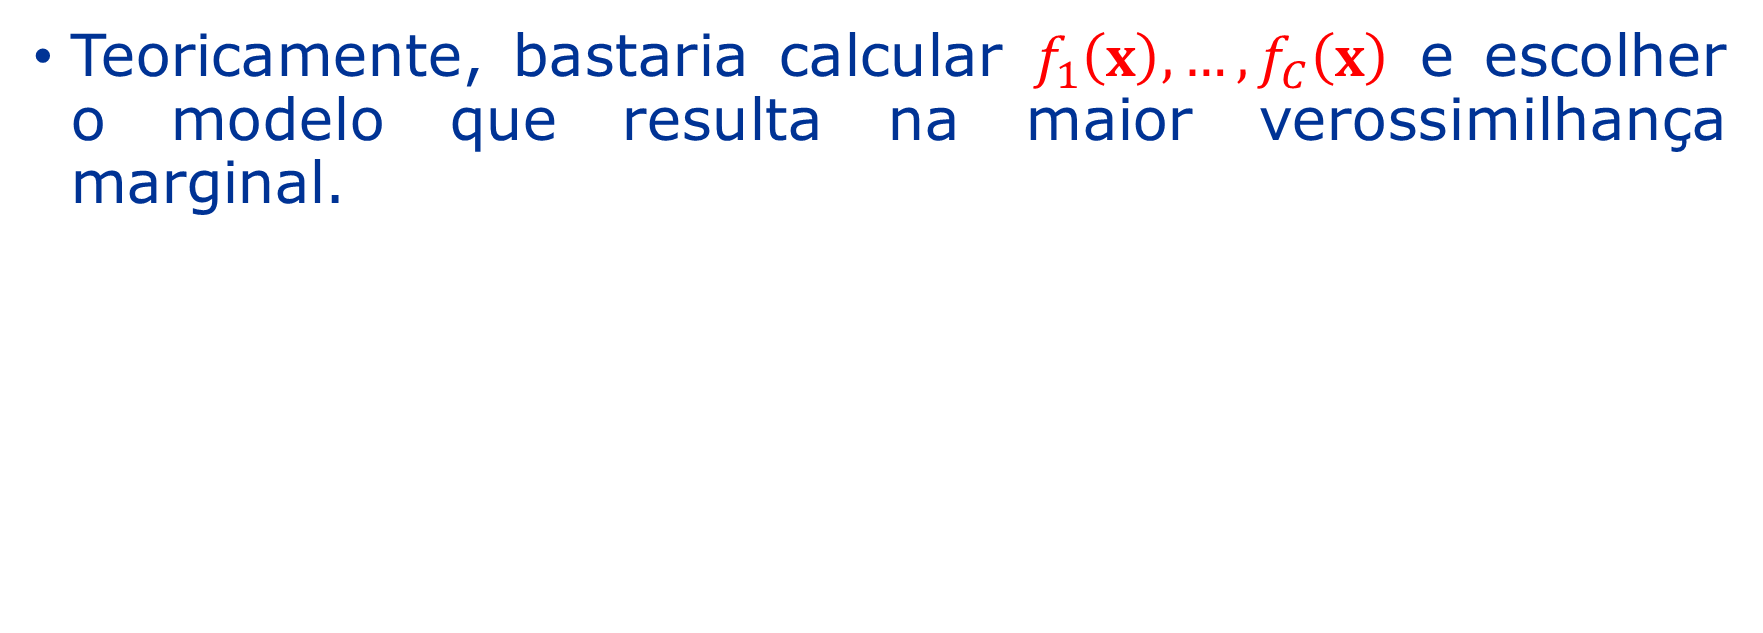 • Teoricamente, bastaria calcular f₁(𝐱), … , f_C(𝐱) e escolher
o modelo que resulta na maior verossimilhança
marginal.